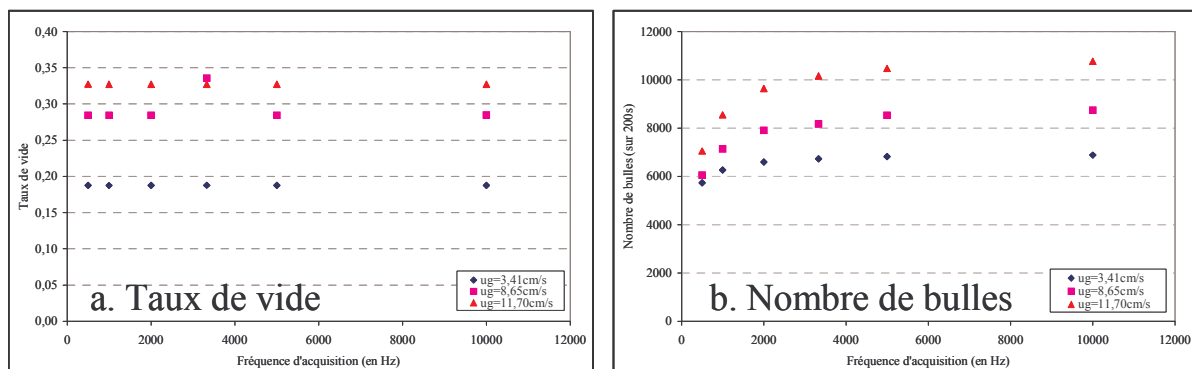 0,40
0,35
0,30
0,25
0,20
0,15
0,10
0,05
0,00
Taux de vide
0 2000 4000 6000 8000 10000 12000
Fréquence d'acquisition (en Hz)
ug=3,41cm/s
ug=8,65cm/s
ug=11,70cm/s
a. Taux de vide
12000
10000
8000
6000
4000
2000
0
Nombre de bulles (sur 200s)
0 2000 4000 6000 8000 10000 12000
Fréquence d'acquisition (en Hz)
ug=3,41cm/s
ug=8,65cm/s
ug=11,70cm/s
b. Nombre de bulles